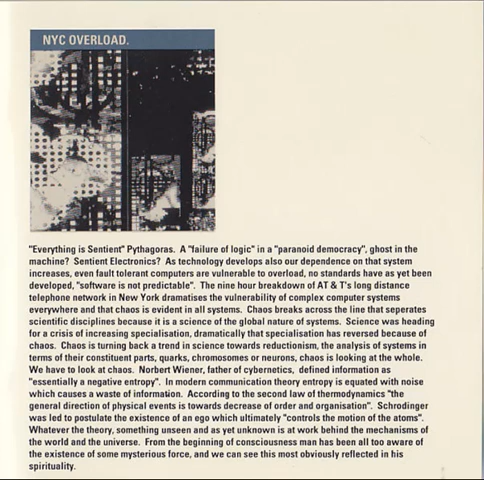 NYC OVERLOAD.
"Everything is Sentient" Pythagoras. A "failure of logic" in a "paranoid democracy", ghost in the
machine? Sentient Electronics? As technology develops also our dependence on that system
increases, even fault tolerant computers are vulnerable to overload, no standards have as yet been
developed, "software is not predictable". The nine hour breakdown of AT & T's long distance
telephone network in New York dramatises the vulnerability of complex computer systems
everywhere and that chaos is evident in all systems. Chaos breaks across the line that seperates
scientific disciplines because it is a science of the global nature of systems. Science was heading
for a crisis of increasing specialisation, dramatically that specialisation has reversed because of
chaos. Chaos is turning back a trend in science towards reductionism, the analysis of systems in
terms of their constituent parts, quarks, chromosomes or neurons, chaos is looking at the whole.
We have to look at chaos. Norbert Wiener, father of cybernetics, defined information as
"essentially a negative entropy". In modern communication theory entropy is equated with noise
which causes a waste of information. According to the second law of thermodynamics "the
general direction of physical events is towards decrease of order and organisation". Schrodinger
was led to postulate the existence of an ego which ultimately "controls the motion of the atoms".
Whatever the theory, something unseen and as yet unknown is at work behind the mechanisms of
the world and the universe. From the beginning of consciousness man has been all too aware of
the existence of some mysterious force, and we can see this most obviously reflected in his
spirituality.